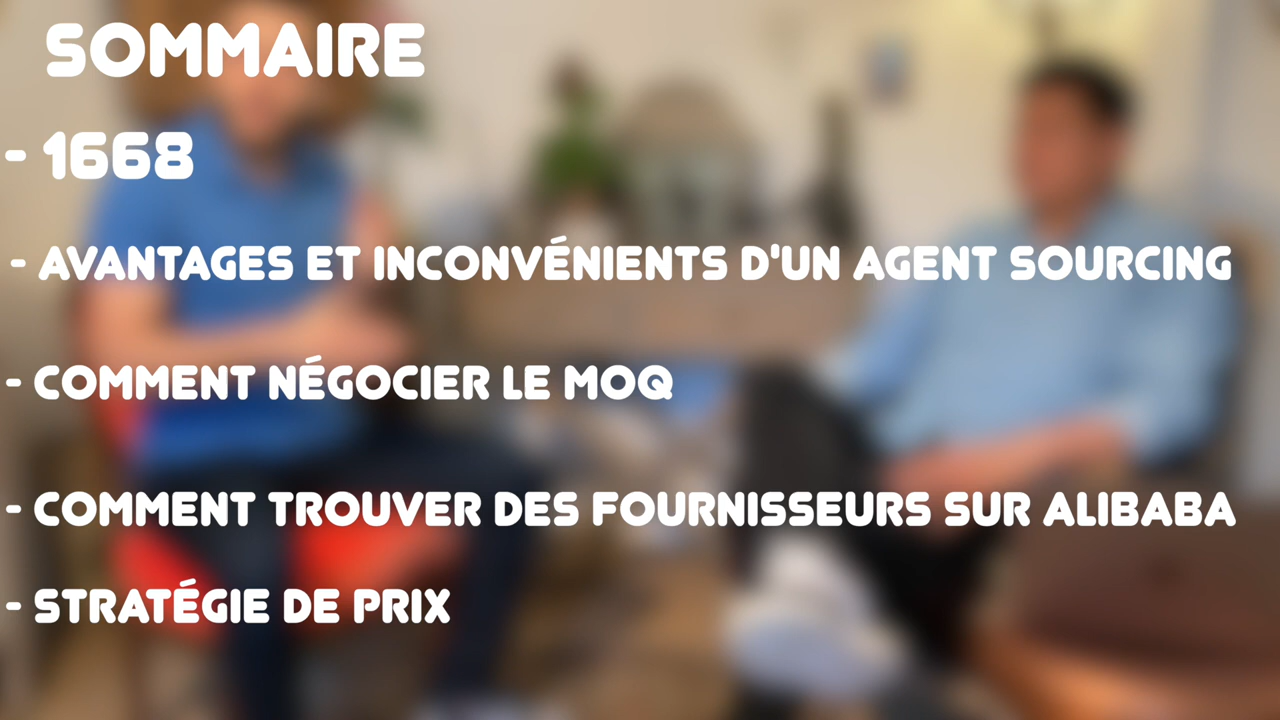 SOMMAIRE
- 1668
- AVANTAGES ET INCONVÉNIENTS D'UN AGENT SOURCING
- COMMENT NÉGOCIER LE MOQ
- COMMENT TROUVER DES FOURNISSEURS SUR ALIBABA
- STRATÉGIE DE PRIX